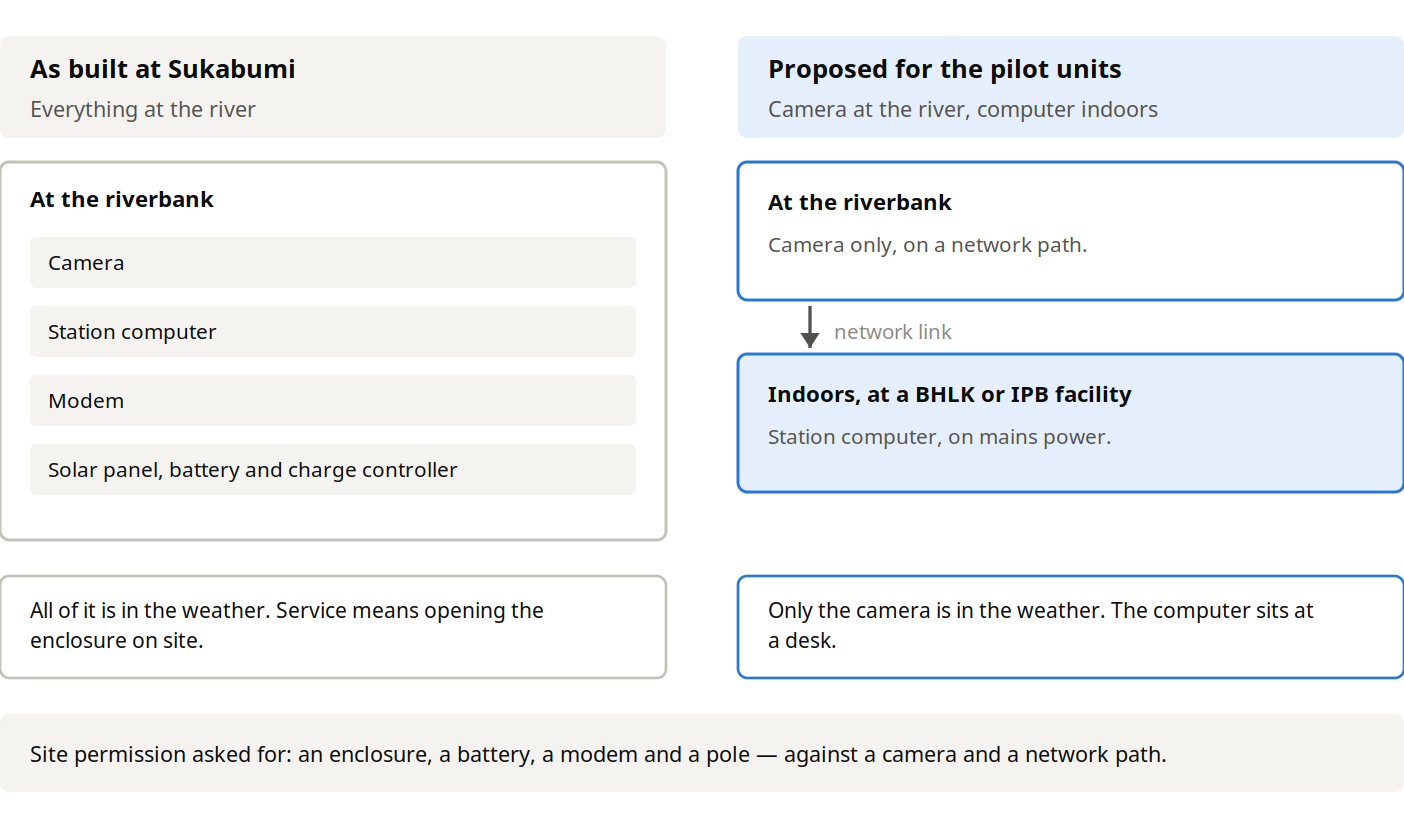 As built at Sukabumi
Everything at the river
At the riverbank
Camera
Station computer
Modem
Solar panel, battery and charge controller
All of it is in the weather. Service means opening the
enclosure on site.
Proposed for the pilot units
Camera at the river, computer indoors
At the riverbank
Camera only, on a network path.
network link
Indoors, at a BHLK or IPB facility
Station computer, on mains power.
Only the camera is in the weather. The computer sits at
a desk.
Site permission asked for: an enclosure, a battery, a modem and a pole — against a camera and a network path.